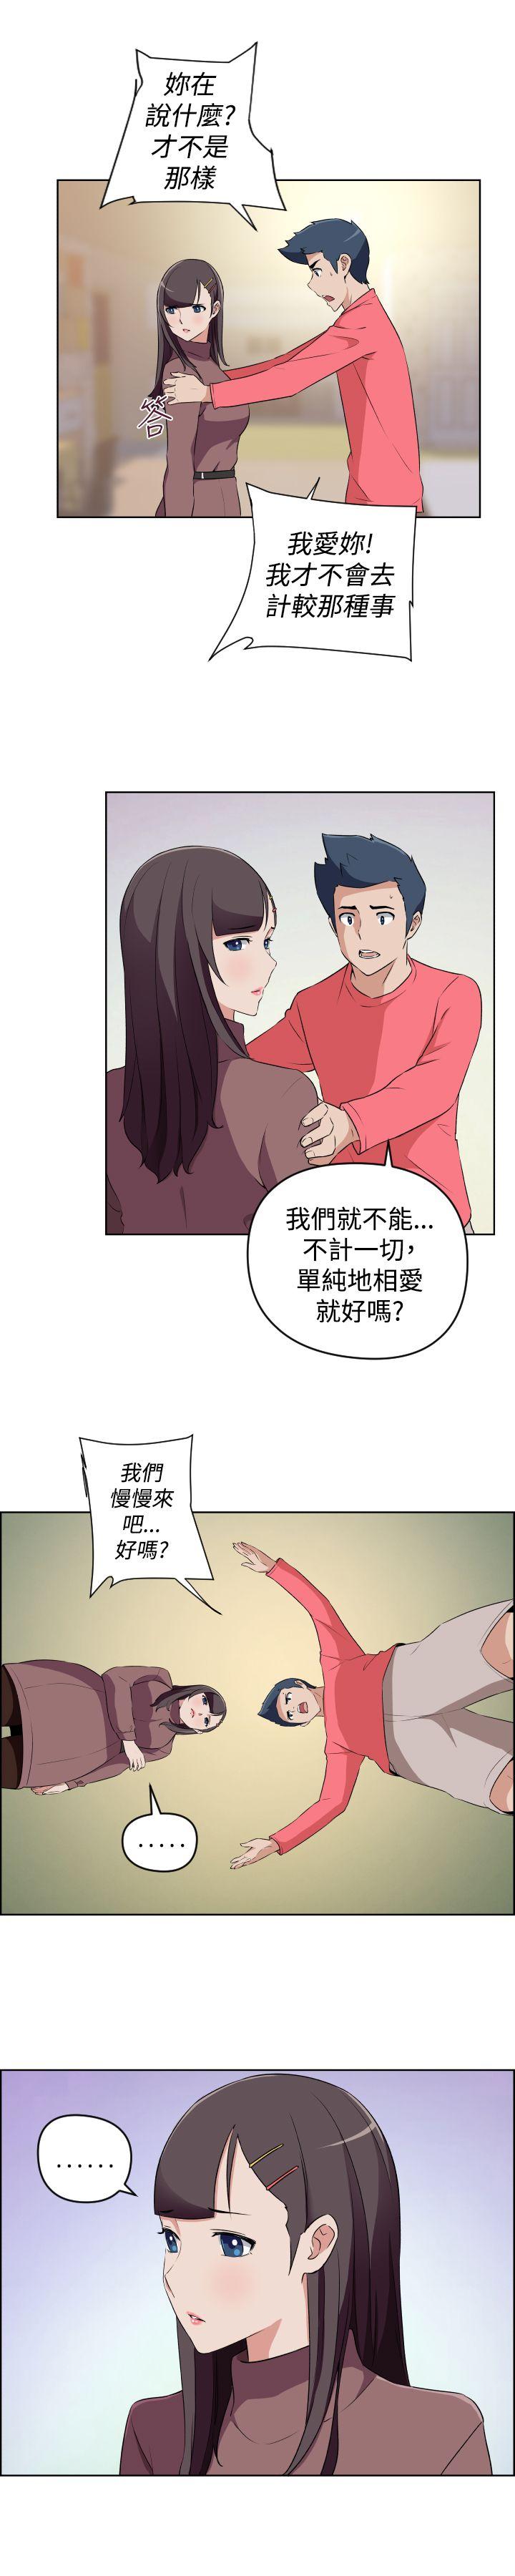 妳在
說什麼?
才不是
那樣
答
我愛妳!
我才不會去
計較那種事
我們就不能…
不計一切,
單純地相愛
就好嗎?
我們
慢慢來
吧…
好嗎?
.....
......